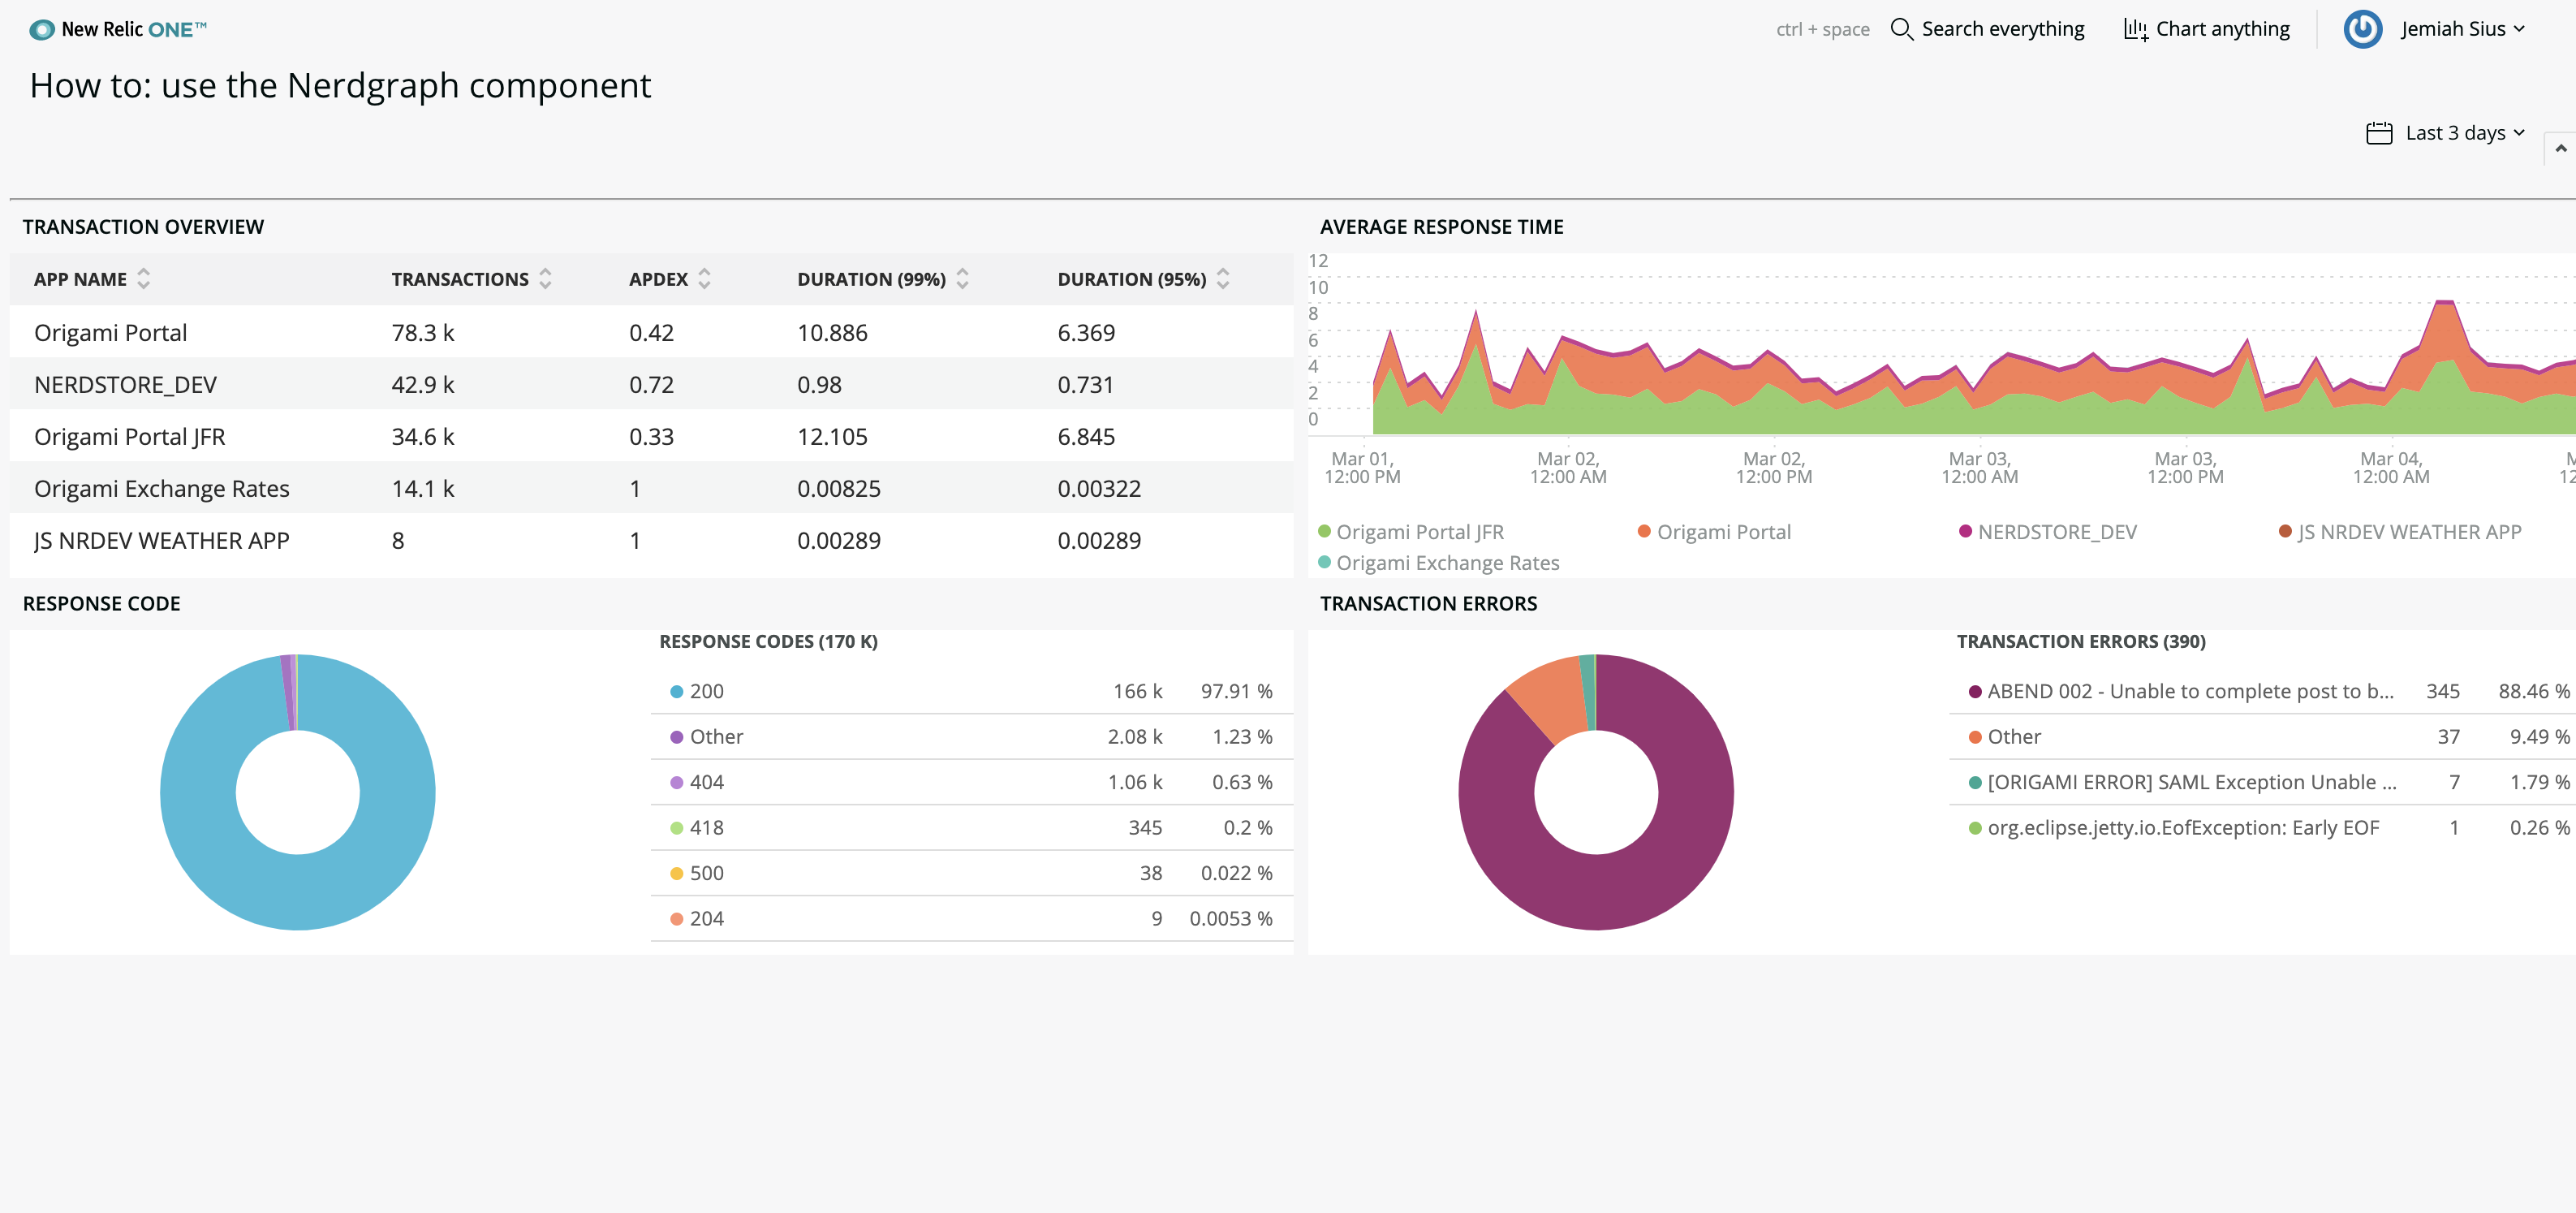 New Relic ONE™
ctrl + space Search everything Chart anything Jemiah Sius
How to: use the Nerdgraph component
Last 3 days
TRANSACTION OVERVIEW
APP NAME TRANSACTIONS APDEX DURATION (99%) DURATION (95%)
Origami Portal 78.3 k 0.42 10.886 6.369
NERDSTORE_DEV 42.9 k 0.72 0.98 0.731
Origami Portal JFR 34.6 k 0.33 12.105 6.845
Origami Exchange Rates 14.1 k 1 0.00825 0.00322
JS NRDEV WEATHER APP 8 1 0.00289 0.00289
AVERAGE RESPONSE TIME
12
10
8
6
4
2
0
Mar 01, Mar 02, Mar 02, Mar 03, Mar 03, Mar 04, M
12:00 PM 12:00 AM 12:00 PM 12:00 AM 12:00 PM 12:00 AM 12
Origami Portal JFR Origami Portal NERDSTORE_DEV JS NRDEV WEATHER APP
Origami Exchange Rates
RESPONSE CODE
RESPONSE CODES (170 K)
200 166 k 97.91 %
Other 2.08 k 1.23 %
404 1.06 k 0.63 %
418 345 0.2 %
500 38 0.022 %
204 9 0.0053 %
TRANSACTION ERRORS
TRANSACTION ERRORS (390)
ABEND 002 - Unable to complete post to b... 345 88.46 %
Other 37 9.49 %
[ORIGAMI ERROR] SAML Exception Unable ... 7 1.79 %
org.eclipse.jetty.io.EofException: Early EOF 1 0.26 %